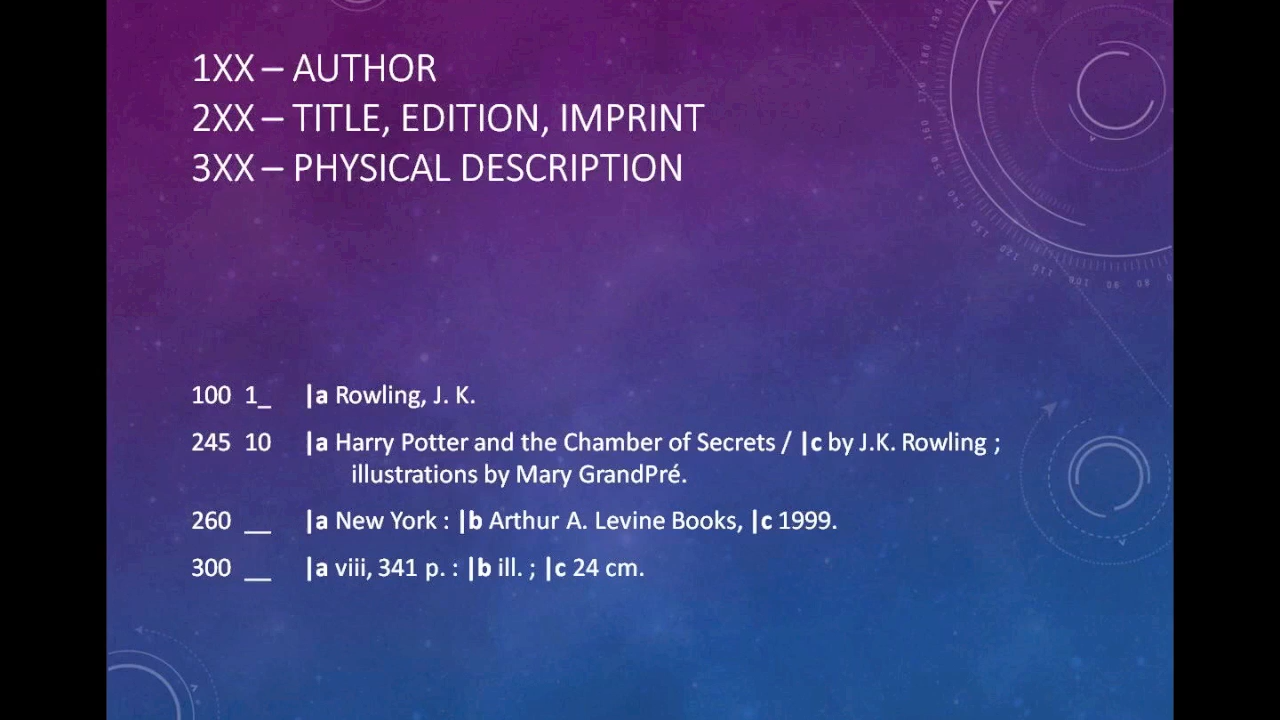 1XX – AUTHOR
2XX – TITLE, EDITION, IMPRINT
3XX – PHYSICAL DESCRIPTION
100 1_ |a Rowling, J. K.
245 10 |a Harry Potter and the Chamber of Secrets / |c by J.K. Rowling ;
illustrations by Mary GrandPré.
260 __ |a New York : |b Arthur A. Levine Books, |c 1999.
300 __ |a viii, 341 p. : |b ill. ; |c 24 cm.